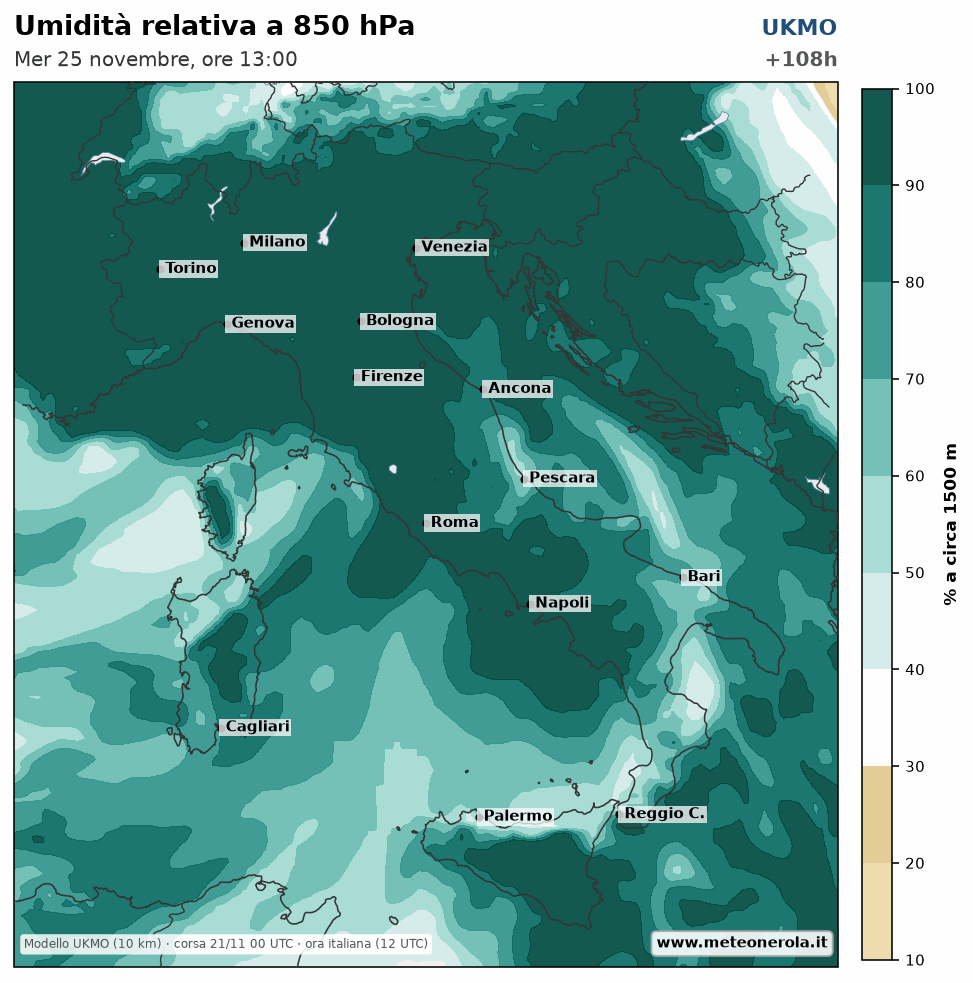 Umidità relativa a 850 hPa
UKMO
Mer 25 novembre, ore 13:00
+108h
100
90
80
70
60
50
40
30
20
10
% a circa 1500 m
Milano
Venezia
Torino
Genova
Bologna
Firenze
Ancona
Pescara
Roma
Bari
Napoli
Cagliari
Palermo
Reggio C.
Modello UKMO (10 km) · corsa 21/11 00 UTC · ora italiana (12 UTC)
www.meteonerola.it